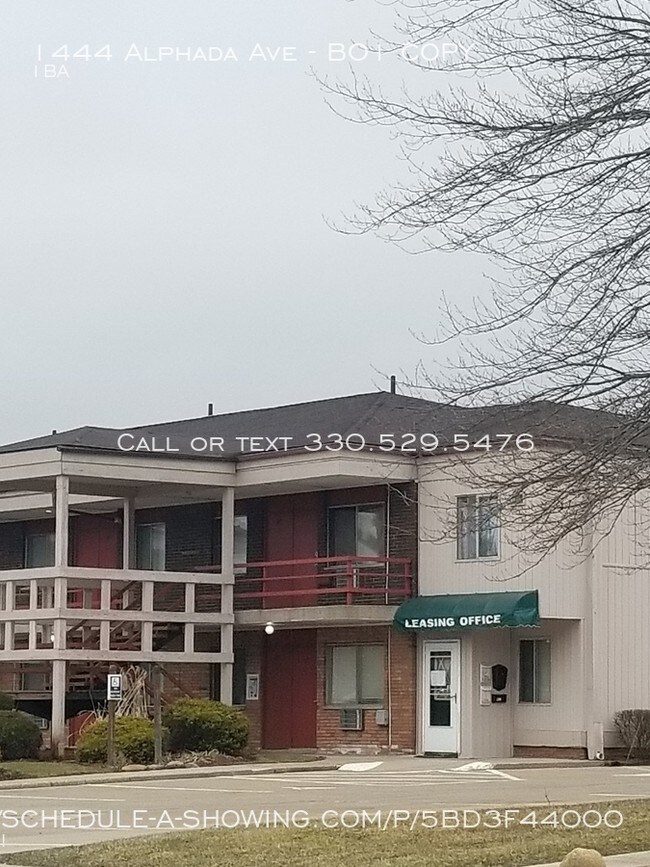 1444 Alphada Ave - B01 copy
1 BA
Call or text 330.529.5476
LEASING OFFICE
/schedule-a-showing.com/p/5bd3f44000